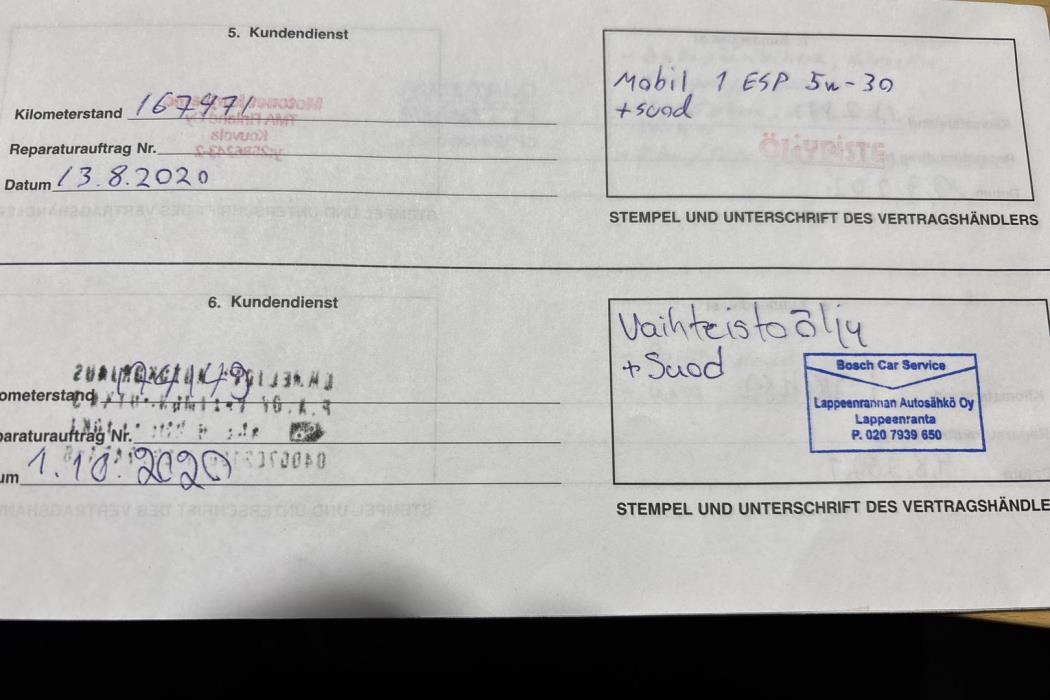 5. Kundendienst
Kilometerstand 167471
Reparaturauftrag Nr.
Datum 13.8.2020
Mobil 1 ESP 5w-30
+suod
STEMPEL UND UNTERSCHRIFT DES VERTRAGSHÄNDLERS
6. Kundendienst
ometerstand
paraturauftrag Nr.
um 1.10.2020
Vaihteistoöljy
+Suod
Bosch Car Service
Lappeenrannan Autosähkö Oy
Lappeenranta
P. 020 7939 650
STEMPEL UND UNTERSCHRIFT DES VERTRAGSHÄNDLE